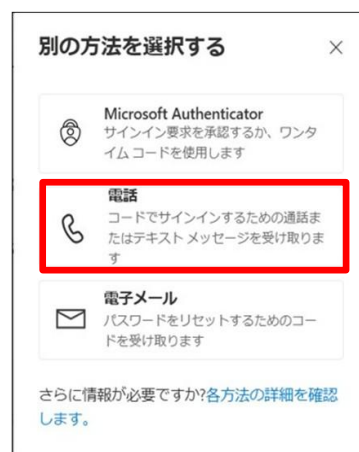 別の方法を選択する
Microsoft Authenticator
サインイン要求を承認するか、ワンタ
イム コードを使用します
電話
コードでサインインするための通話ま
たはテキスト メッセージを受け取りま
す
電子メール
パスワードをリセットするためのコー
ドを受け取ります
さらに情報が必要ですか?各方法の詳細を確認
します。